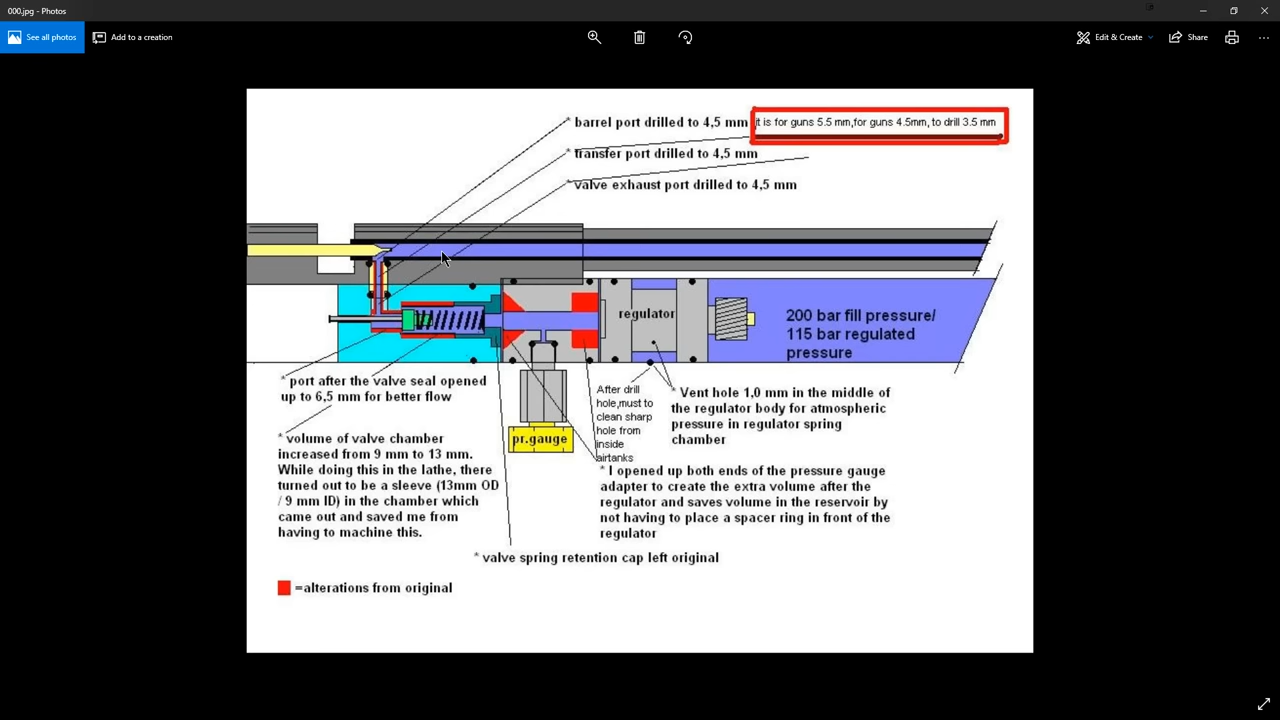 000.jpg - Photos
See all photos
Add to a creation
Edit & Create
Share
* barrel port drilled to 4,5 mm
it is for guns 5.5 mm,for guns 4.5mm, to drill 3.5 mm
* transfer port drilled to 4,5 mm
* valve exhaust port drilled to 4,5 mm
regulator
200 bar fill pressure/
115 bar regulated
pressure
* port after the valve seal opened
up to 6,5 mm for better flow
pr.gauge
After drill
hole,must to
clean sharp
hole from
inside
airtanks
* Vent hole 1,0 mm in the middle of
the regulator body for atmospheric
pressure in regulator spring
chamber
* volume of valve chamber
increased from 9 mm to 13 mm.
While doing this in the lathe, there
turned out to be a sleeve (13mm OD
/ 9 mm ID) in the chamber which
came out and saved me from
having to machine this.
* I opened up both ends of the pressure gauge
adapter to create the extra volume after the
regulator and saves volume in the reservoir by
not having to place a spacer ring in front of the
regulator
* valve spring retention cap left original
=alterations from original